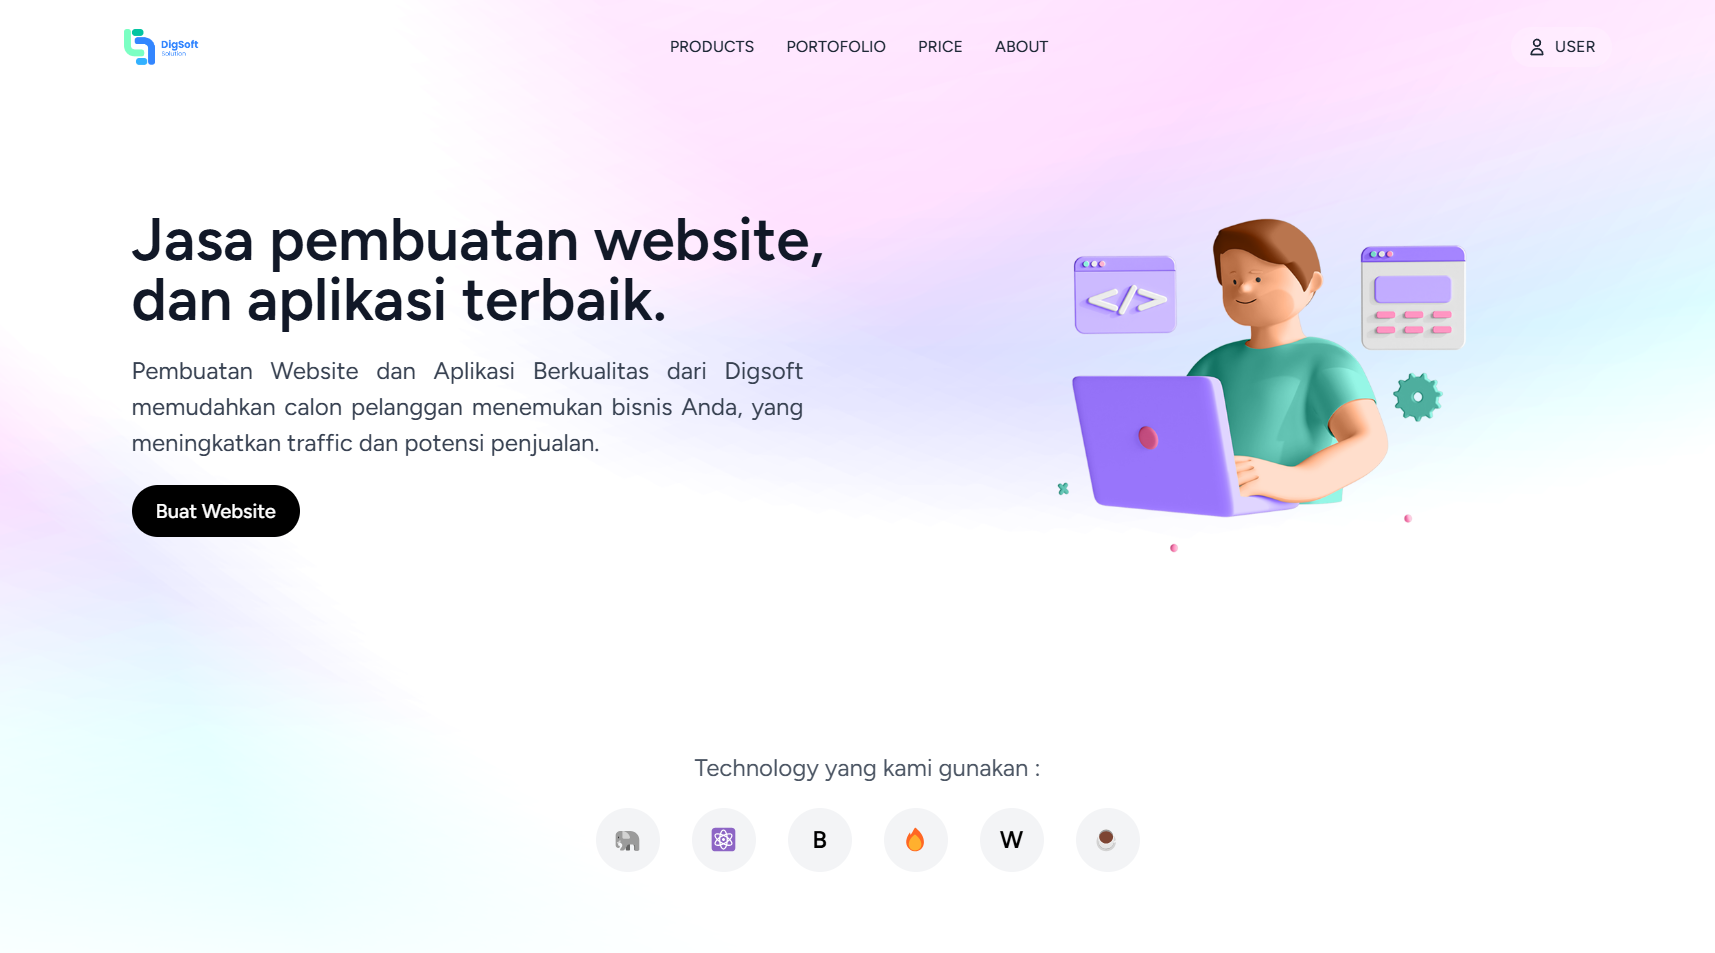 DigSoft
Solution
PRODUCTS
PORTOFOLIO
PRICE
ABOUT
USER
Jasa pembuatan website,
dan aplikasi terbaik.
Pembuatan Website dan Aplikasi Berkualitas dari Digsoft
memudahkan calon pelanggan menemukan bisnis Anda, yang
meningkatkan traffic dan potensi penjualan.
Buat Website
</>
Technology yang kami gunakan :
B
W